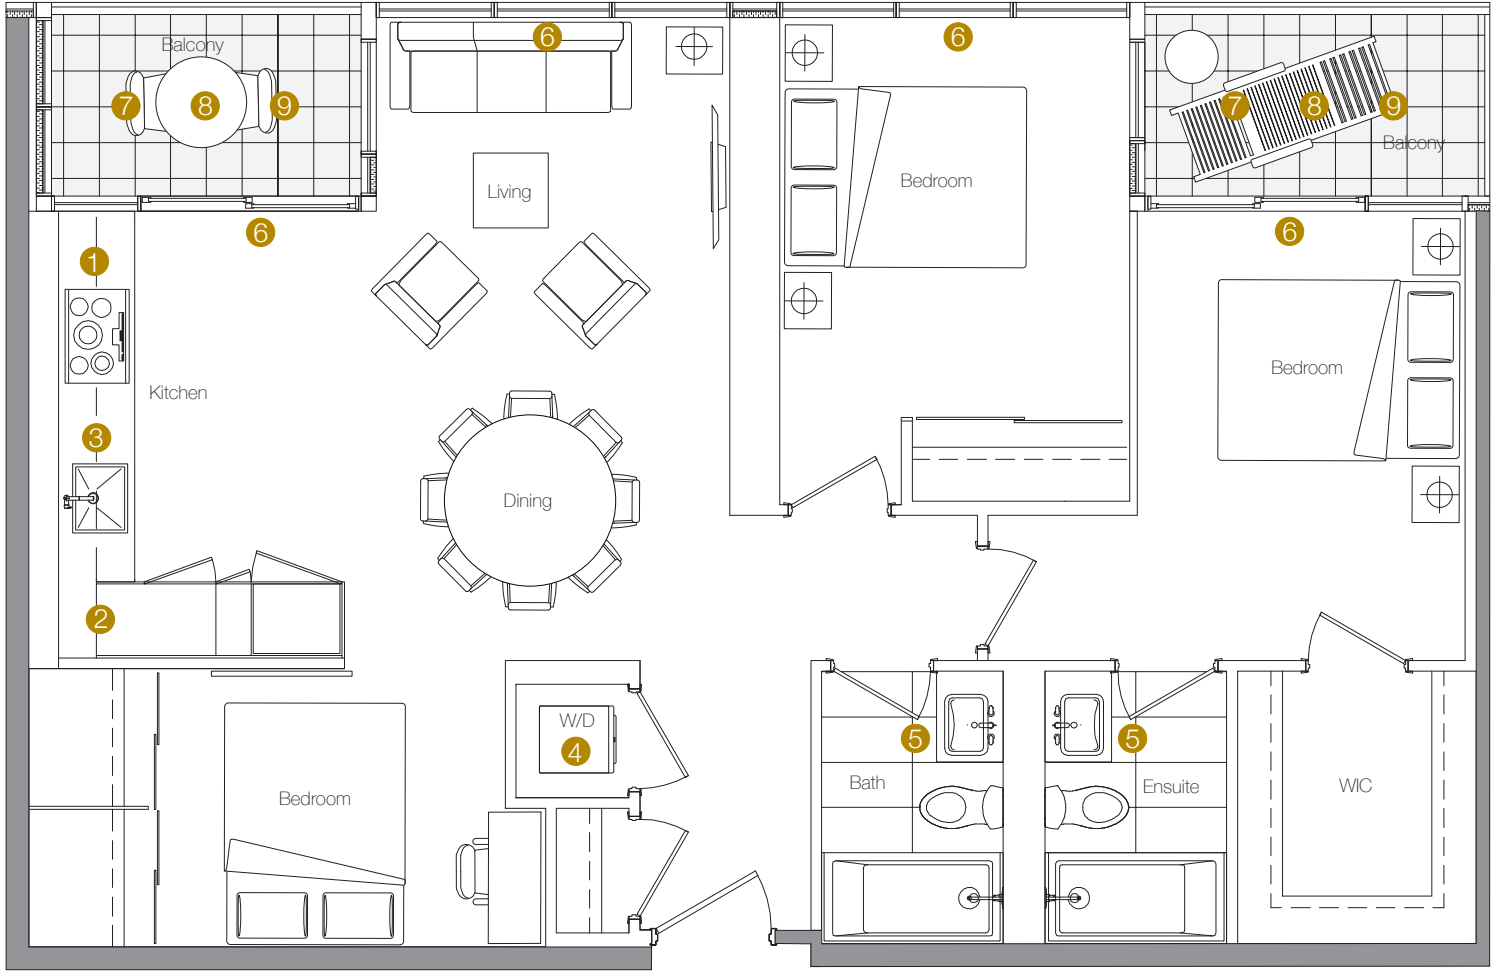 6
6
Balcony
7
8
9
7
8
9
Balcony
Living
Bedroom
6
6
1
Kitchen
Bedroom
3
Dining
2
W/D
4
5
5
Bath
Ensuite
WIC
Bedroom